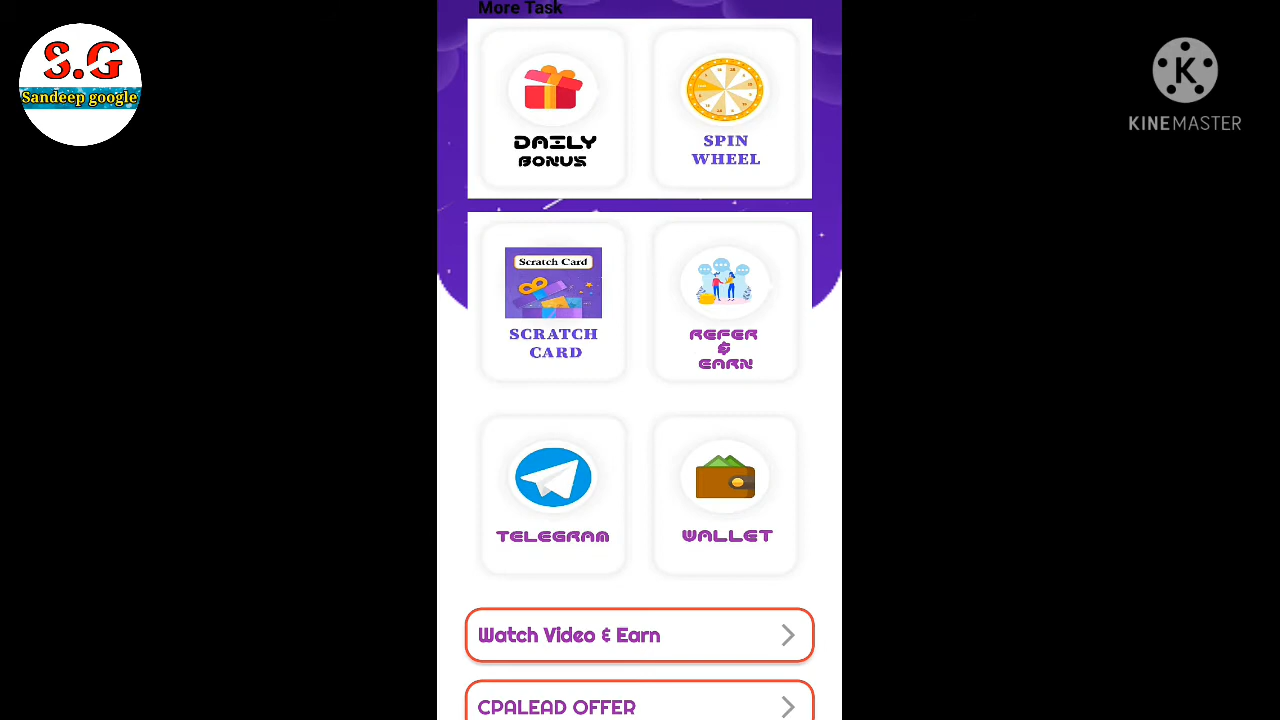 More Task
S.G
Sandeep google
KINEMASTER
DAILY
BONUS
SPIN
WHEEL
Scratch Card
SCRATCH
CARD
REFER
&
EARN
TELEGRAM
WALLET
Watch Video & Earn
CPALEAD OFFER